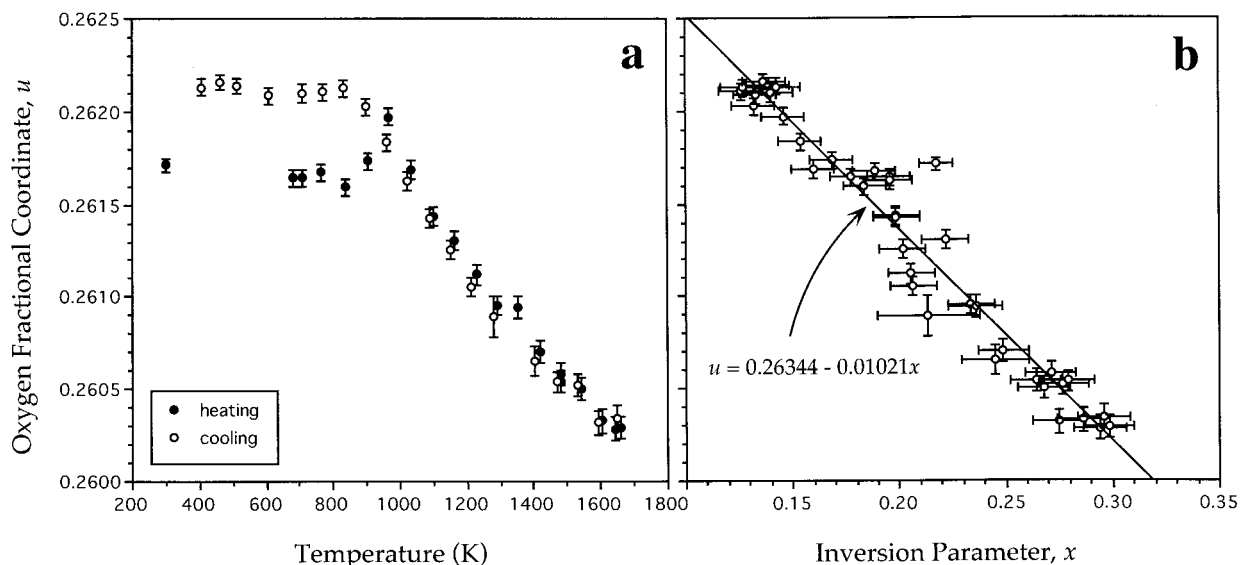 Oxygen Fractional Coordinate, u
0.2625
0.2620
0.2615
0.2610
0.2605
0.2600
a
heating
cooling
200 400 600 800 1000 1200 1400 1600 1800
Temperature (K)
b
u = 0.26344 - 0.01021x
0.15 0.20 0.25 0.30 0.35
Inversion Parameter, x